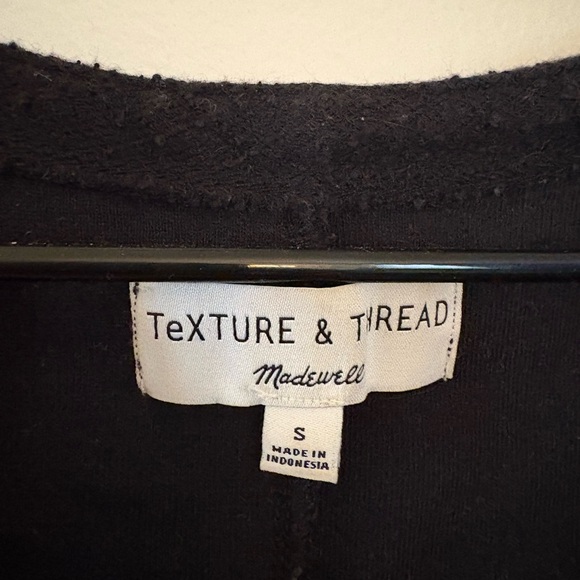 TeXTURE & THREAD
Madewell
S
MADE IN
INDONESIA